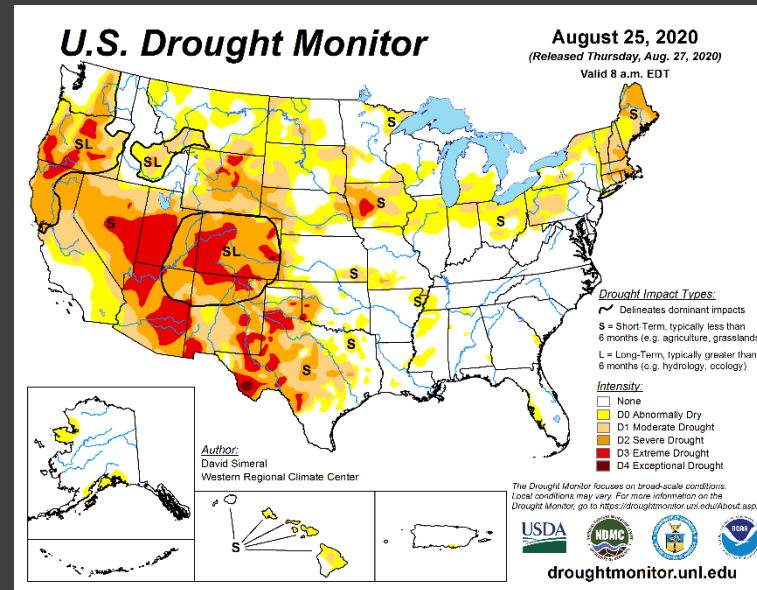 U.S. Drought Monitor
August 25, 2020
(Released Thursday, Aug. 27, 2020)
Valid 8 a.m. EDT
S
S
SL
SL
S
S
SL
S
S
S
S
S
Drought Impact Types:
Delineates dominant impacts
S = Short-Term, typically less than
6 months (e.g. agriculture, grasslands
L = Long-Term, typically greater than
6 months (e.g. hydrology, ecology)
Intensity:
None
D0 Abnormally Dry
D1 Moderate Drought
D2 Severe Drought
D3 Extreme Drought
D4 Exceptional Drought
Author:
David Simeral
Western Regional Climate Center
S
The Drought Monitor focuses on broad-scale conditions.
Local conditions may vary. For more information on the
Drought Monitor, go to https://droughtmonitor.unl.edu/About.asp
USDA
NDMC
NOAA
droughtmonitor.unl.edu